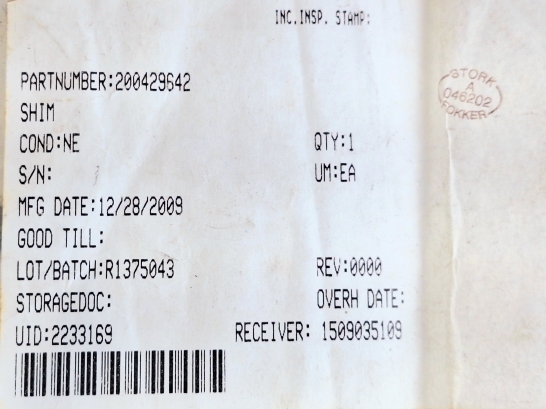 INC.INSP. STAMP:
PARTNUMBER:200429642
SHIM
COND:NE QTY:1
S/N: UM:EA
MFG DATE:12/28/2009
GOOD TILL:
LOT/BATCH:R1375043 REV:0000
STORAGEDOC: OVERH DATE:
UID:2233169 RECEIVER: 1509035109
STORK
A
046202
FOKKER